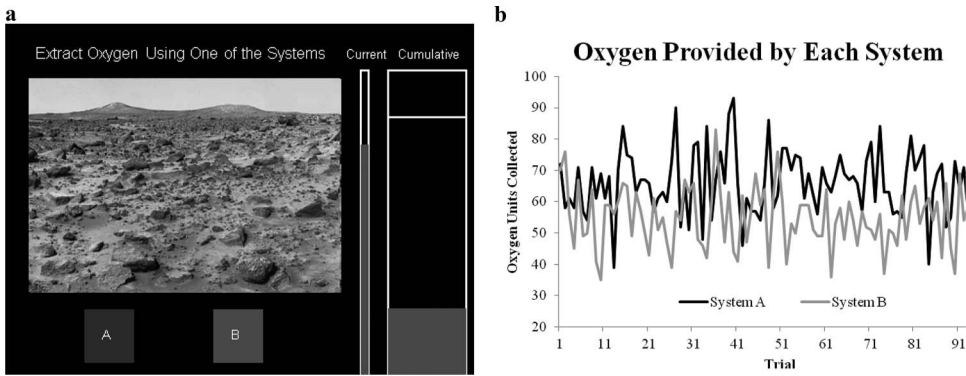 a
Extract Oxygen Using One of the Systems
Current
Cumulative
A
B
b
Oxygen Provided by Each System
Oxygen Units Collected
100
90
80
70
60
50
40
30
20
System A
System B
1 11 21 31 41 51 61 71 81 91
Trial